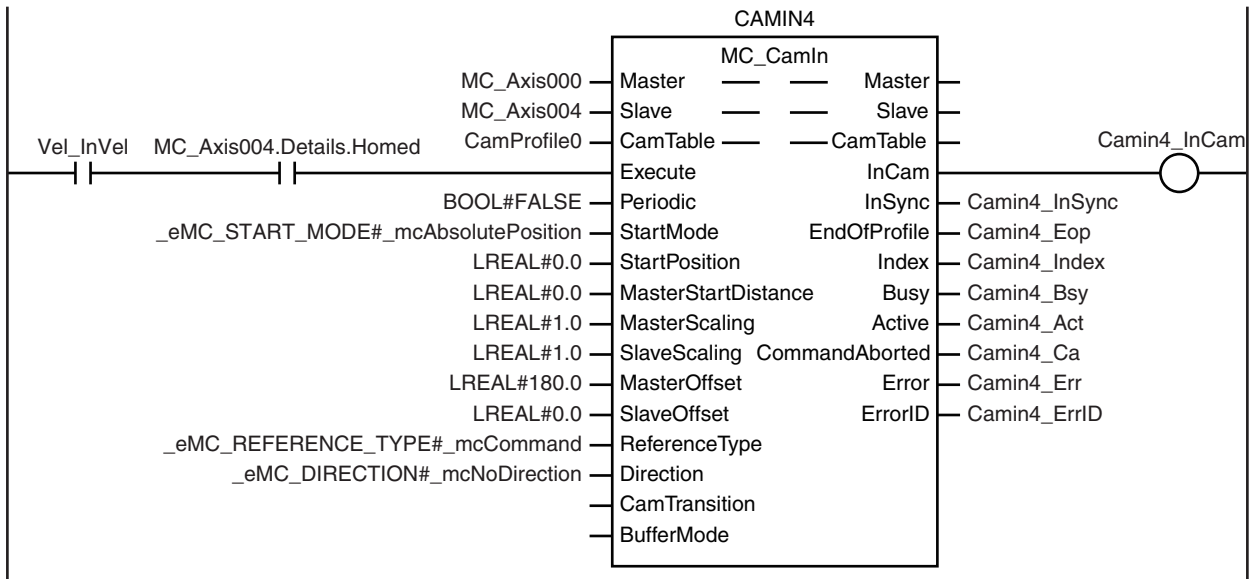 CAMIN4
MC_CamIn
MC_Axis000 Master Master
MC_Axis004 Slave Slave
Vel_InVel MC_Axis004.Details.Homed CamProfile0 CamTable CamTable Camin4_InCam
Execute InCam
BOOL#FALSE Periodic InSync Camin4_InSync
_eMC_START_MODE#_mcAbsolutePosition StartMode EndOfProfile Camin4_Eop
LREAL#0.0 StartPosition Index Camin4_Index
LREAL#0.0 MasterStartDistance Busy Camin4_Bsy
LREAL#1.0 MasterScaling Active Camin4_Act
LREAL#1.0 SlaveScaling CommandAborted Camin4_Ca
LREAL#180.0 MasterOffset Error Camin4_Err
LREAL#0.0 SlaveOffset ErrorID Camin4_ErrID
_eMC_REFERENCE_TYPE#_mcCommand ReferenceType
_eMC_DIRECTION#_mcNoDirection Direction
CamTransition
BufferMode